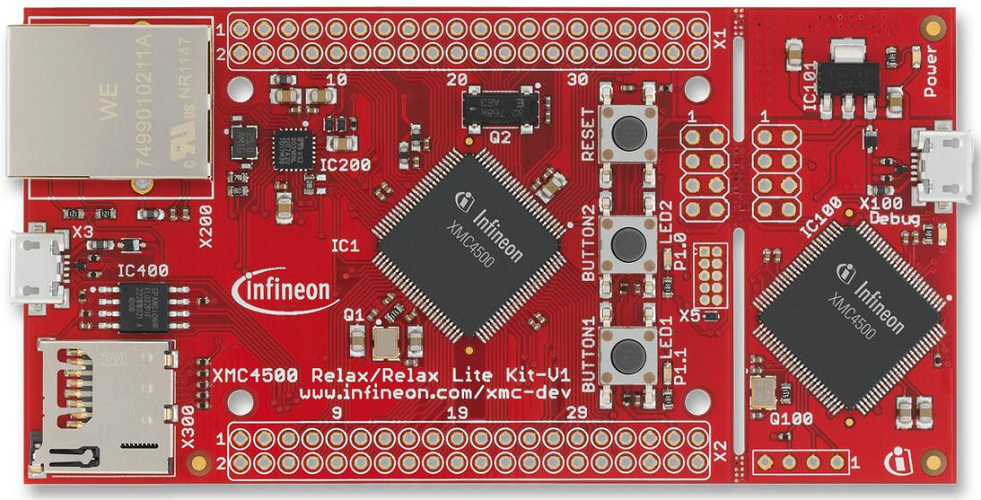 WE
749901021​1A
c US NR1147
X200
1
2
10
20
30
X1
IC101
Power
Q2
IC200
RESET
1
1
X100
Debug
IC100
X3
IC400
IC1
Infineon
XMC4500
BUTTON2
LED2
P1.0
infineon
Infineon
XMC4500
Q1
X5
BUTTON1
LED1
P1.1
XMC4500 Relax/Relax Lite Kit-V1
www.infineon.com/xmc-dev
X300
9
19
29
1
2
X2
Q100
1